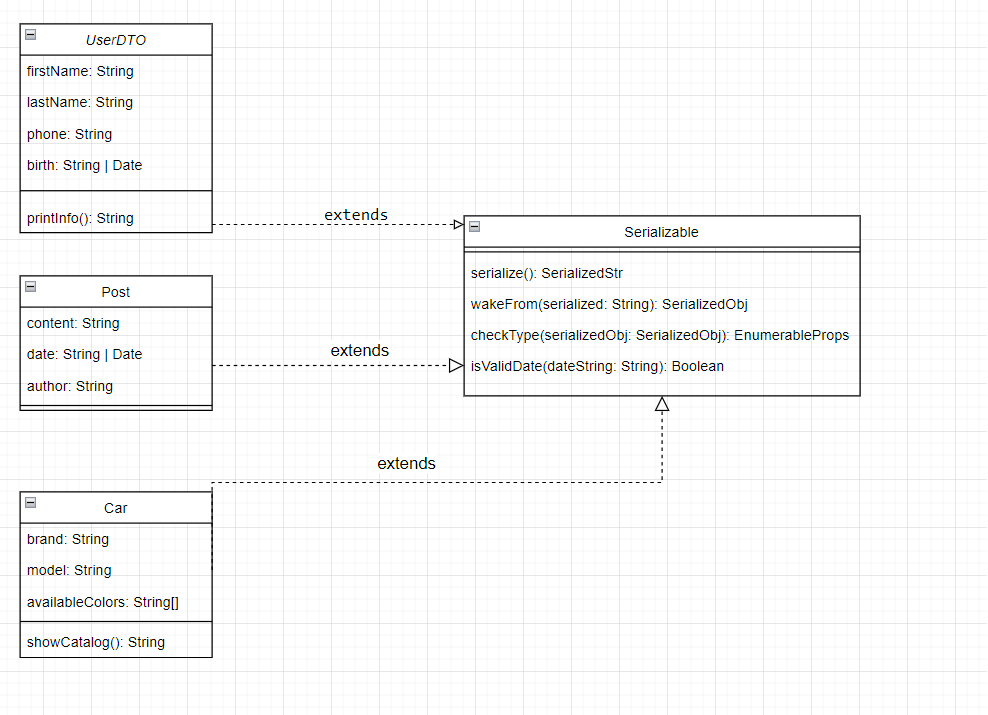 UserDTO
firstName: String
lastName: String
phone: String
birth: String | Date
printInfo(): String
extends
Serializable
serialize(): SerializedStr
wakeFrom(serialized: String): SerializedObj
checkType(serializedObj: SerializedObj): EnumerableProps
isValidDate(dateString: String): Boolean
Post
content: String
date: String | Date
author: String
extends
extends
Car
brand: String
model: String
availableColors: String[]
showCatalog(): String